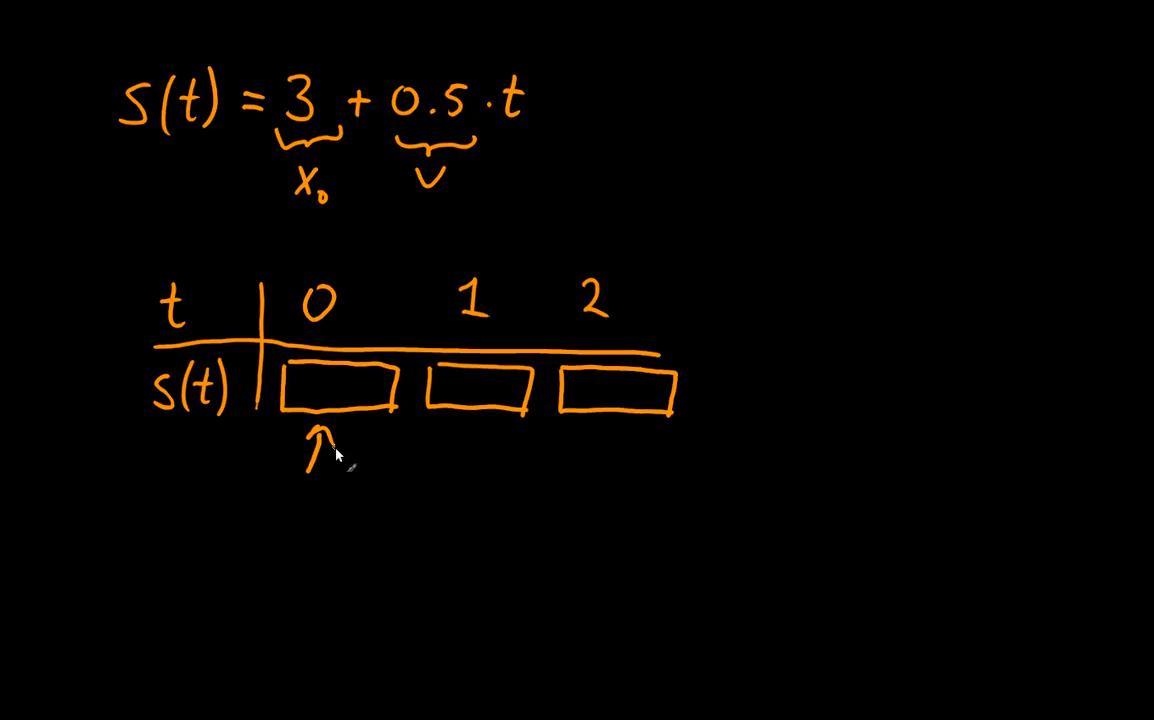 S(t) = 3 + 0.5 · t
x₀ v
t 0 1 2
s(t)